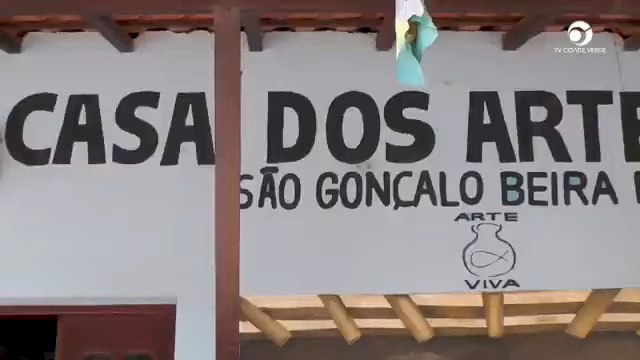 TV CIDADE VERDE
CASA DOS ARTE
SÃO GONÇALO BEIRA
ARTE
VIVA